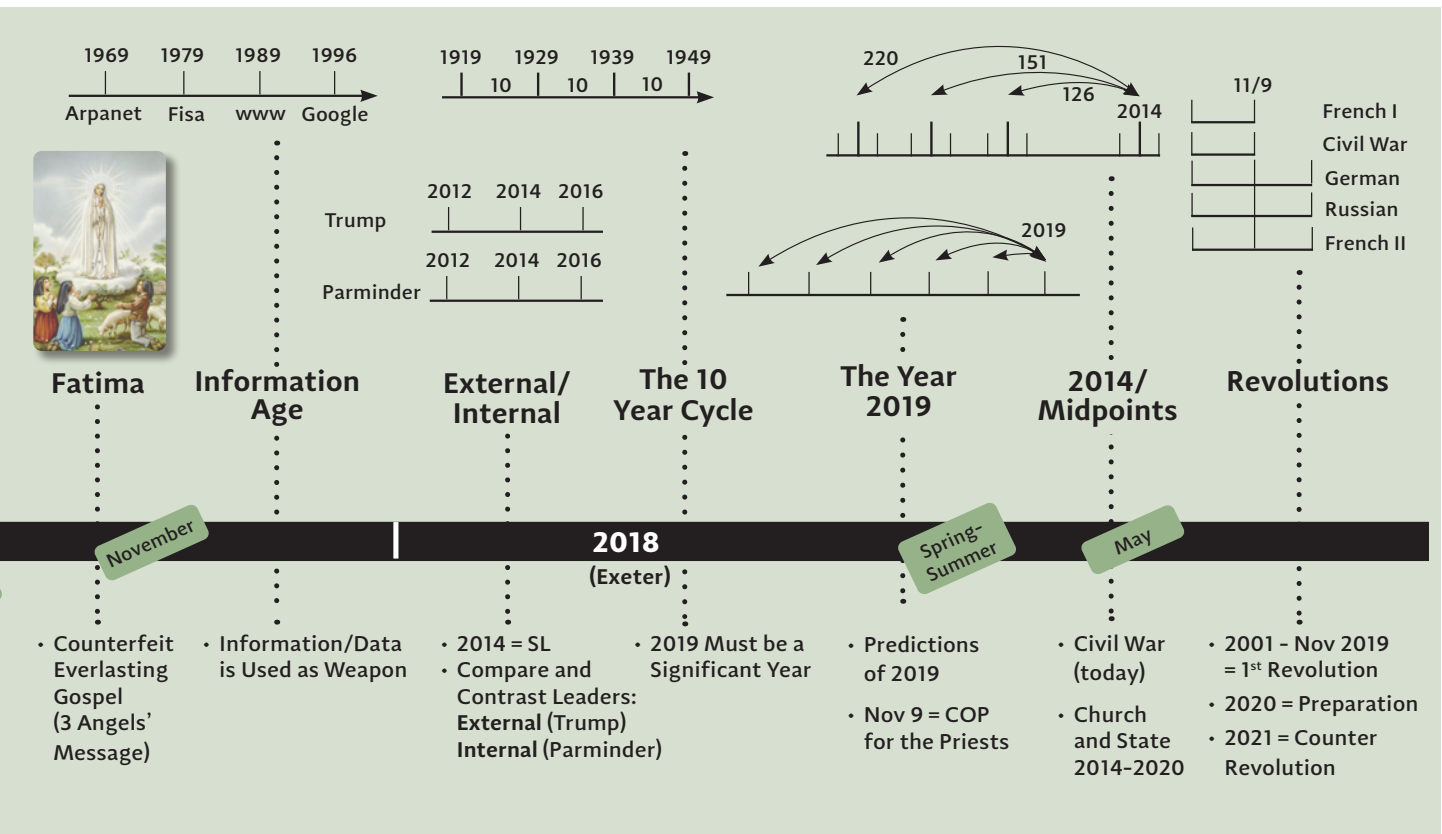 1969 1979 1989 1996
Arpanet Fisa www Google
1919 1929 1939 1949
10 10 10
2012 2014 2016
Trump
2012 2014 2016
Parminder
220
151
126
2014
2019
11/9
French I
Civil War
German
Russian
French II
Fatima
Information
Age
External/
Internal
The 10
Year Cycle
The Year
2019
2014/
Midpoints
Revolutions
November
2018
(Exeter)
Spring-
Summer
May
• Counterfeit
Everlasting
Gospel
(3 Angels’
Message)
• Information/Data
is Used as Weapon
• 2014 = SL
• Compare and
Contrast Leaders:
External (Trump)
Internal (Parminder)
• 2019 Must be a
Significant Year
• Predictions
of 2019
• Nov 9 = COP
for the Priests
• Civil War
(today)
• Church
and State
2014-2020
• 2001 - Nov 2019
= 1st Revolution
• 2020 = Preparation
• 2021 = Counter
Revolution